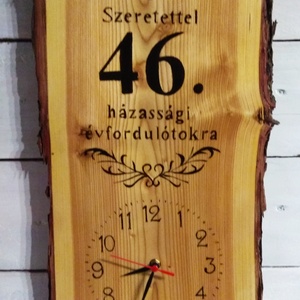 Szeretettel
46.
házassági
évfordulótokra
11 12 1
10 2
9 3
8 4